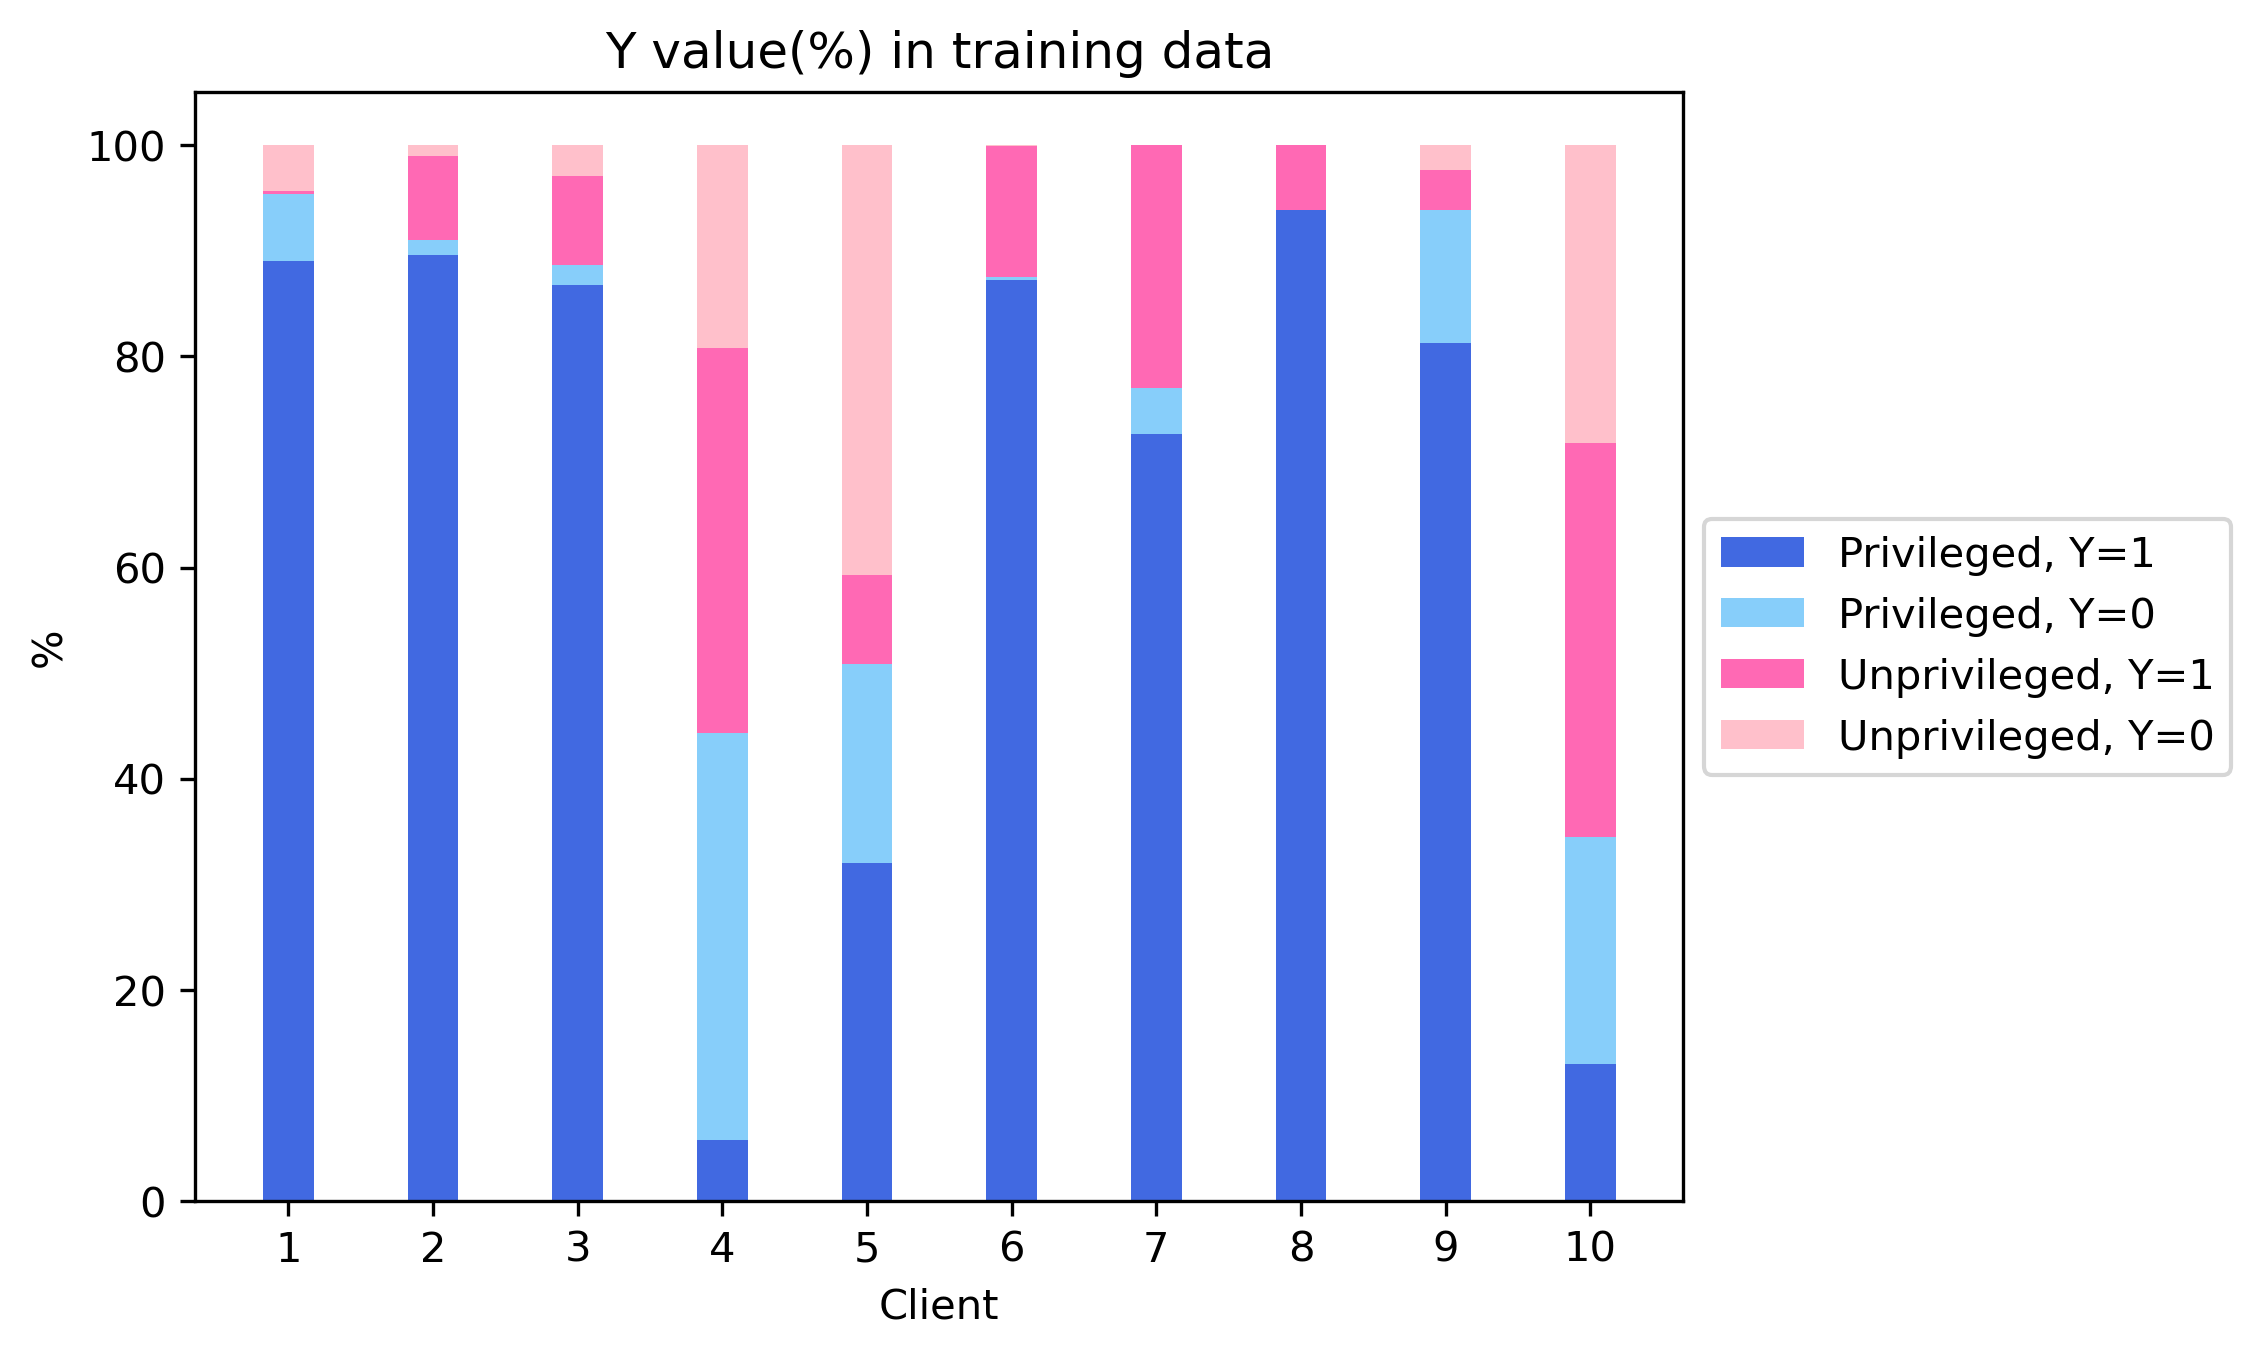 Y value(%) in training data
%
100
80
60
40
20
0
1 2 3 4 5 6 7 8 9 10
Client
Privileged, Y=1
Privileged, Y=0
Unprivileged, Y=1
Unprivileged, Y=0